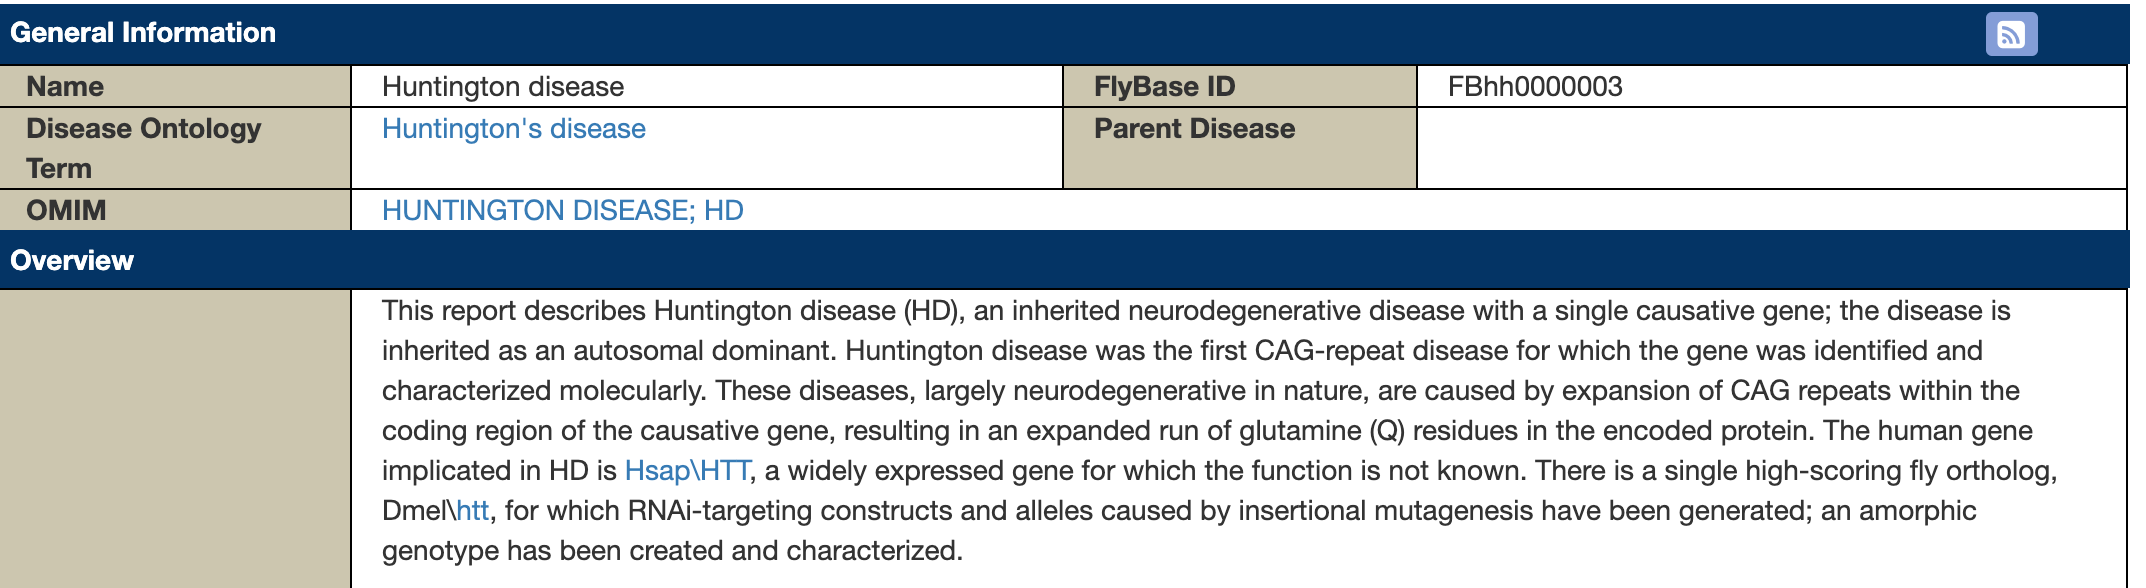 General Information
Name
Huntington disease
FlyBase ID
FBhh0000003
Disease Ontology
Term
Huntington's disease
Parent Disease
OMIM
HUNTINGTON DISEASE; HD
Overview
This report describes Huntington disease (HD), an inherited neurodegenerative disease with a single causative gene; the disease is
inherited as an autosomal dominant. Huntington disease was the first CAG-repeat disease for which the gene was identified and
characterized molecularly. These diseases, largely neurodegenerative in nature, are caused by expansion of CAG repeats within the
coding region of the causative gene, resulting in an expanded run of glutamine (Q) residues in the encoded protein. The human gene
implicated in HD is Hsap\HTT, a widely expressed gene for which the function is not known. There is a single high-scoring fly ortholog,
Dmel\htt, for which RNAi-targeting constructs and alleles caused by insertional mutagenesis have been generated; an amorphic
genotype has been created and characterized.